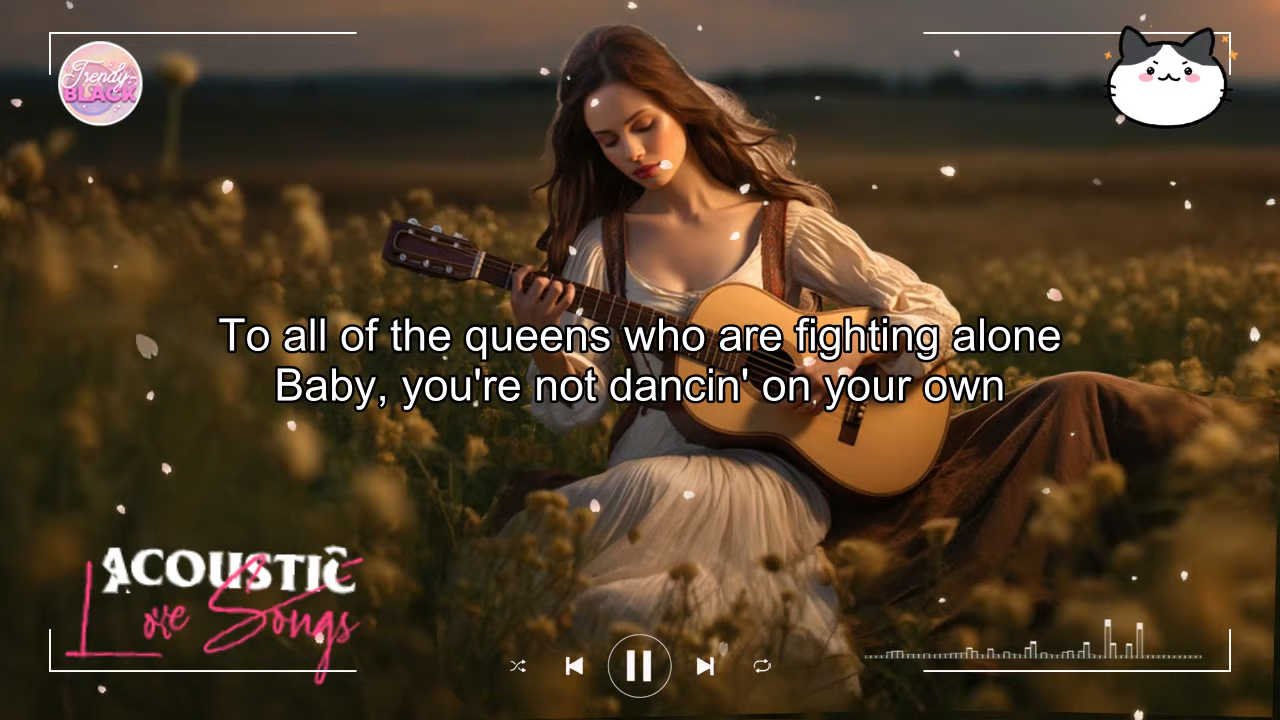 Trendy
BLACK
To all of the queens who are fighting alone
Baby, you're not dancin' on your own
ACOUSTIC
Love Songs